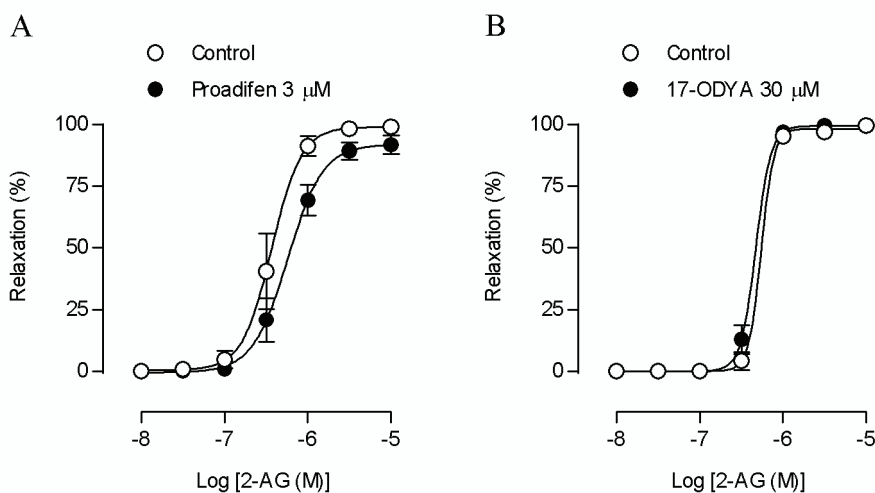 A
Control
Proadifen 3 μM
100
75
50
25
0
Relaxation (%)
-8 -7 -6 -5
Log [2-AG (M)]
B
Control
17-ODYA 30 μM
100
75
50
25
0
Relaxation (%)
-8 -7 -6 -5
Log [2-AG (M)]